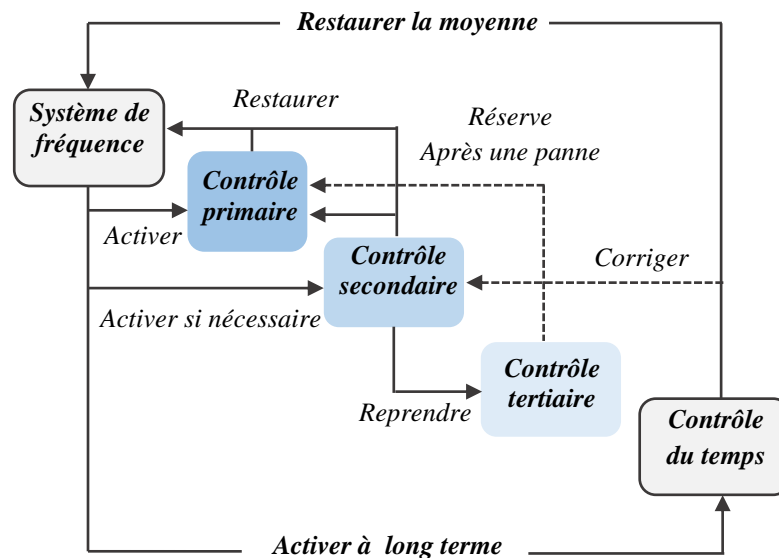 Restaurer la moyenne
Système de
fréquence
Restaurer
Réserve
Après une panne
Contrôle
primaire
Activer
Contrôle
secondaire
Corriger
Activer si nécessaire
Contrôle
tertiaire
Reprendre
Contrôle
du temps
Activer à long terme